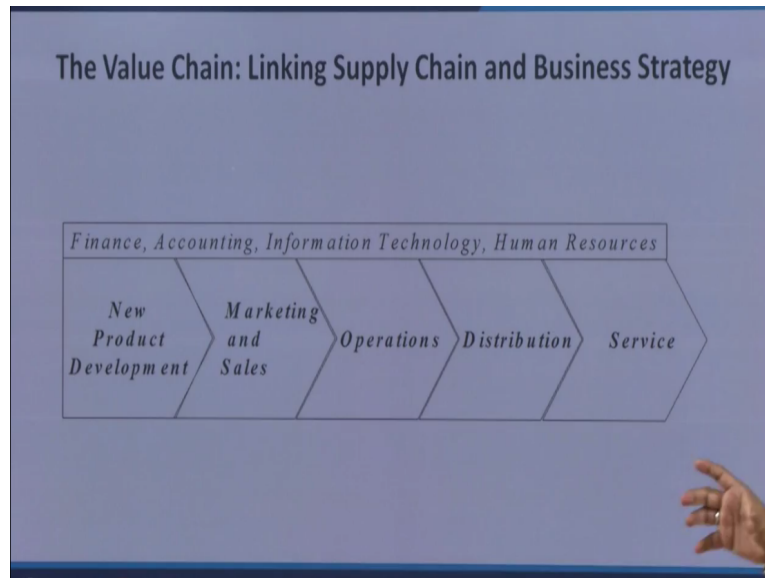 The Value Chain: Linking Supply Chain and Business Strategy
Finance, Accounting, Information Technology, Human Resources
New
Product
Development
Marketing
and
Sales
Operations
Distribution
Service